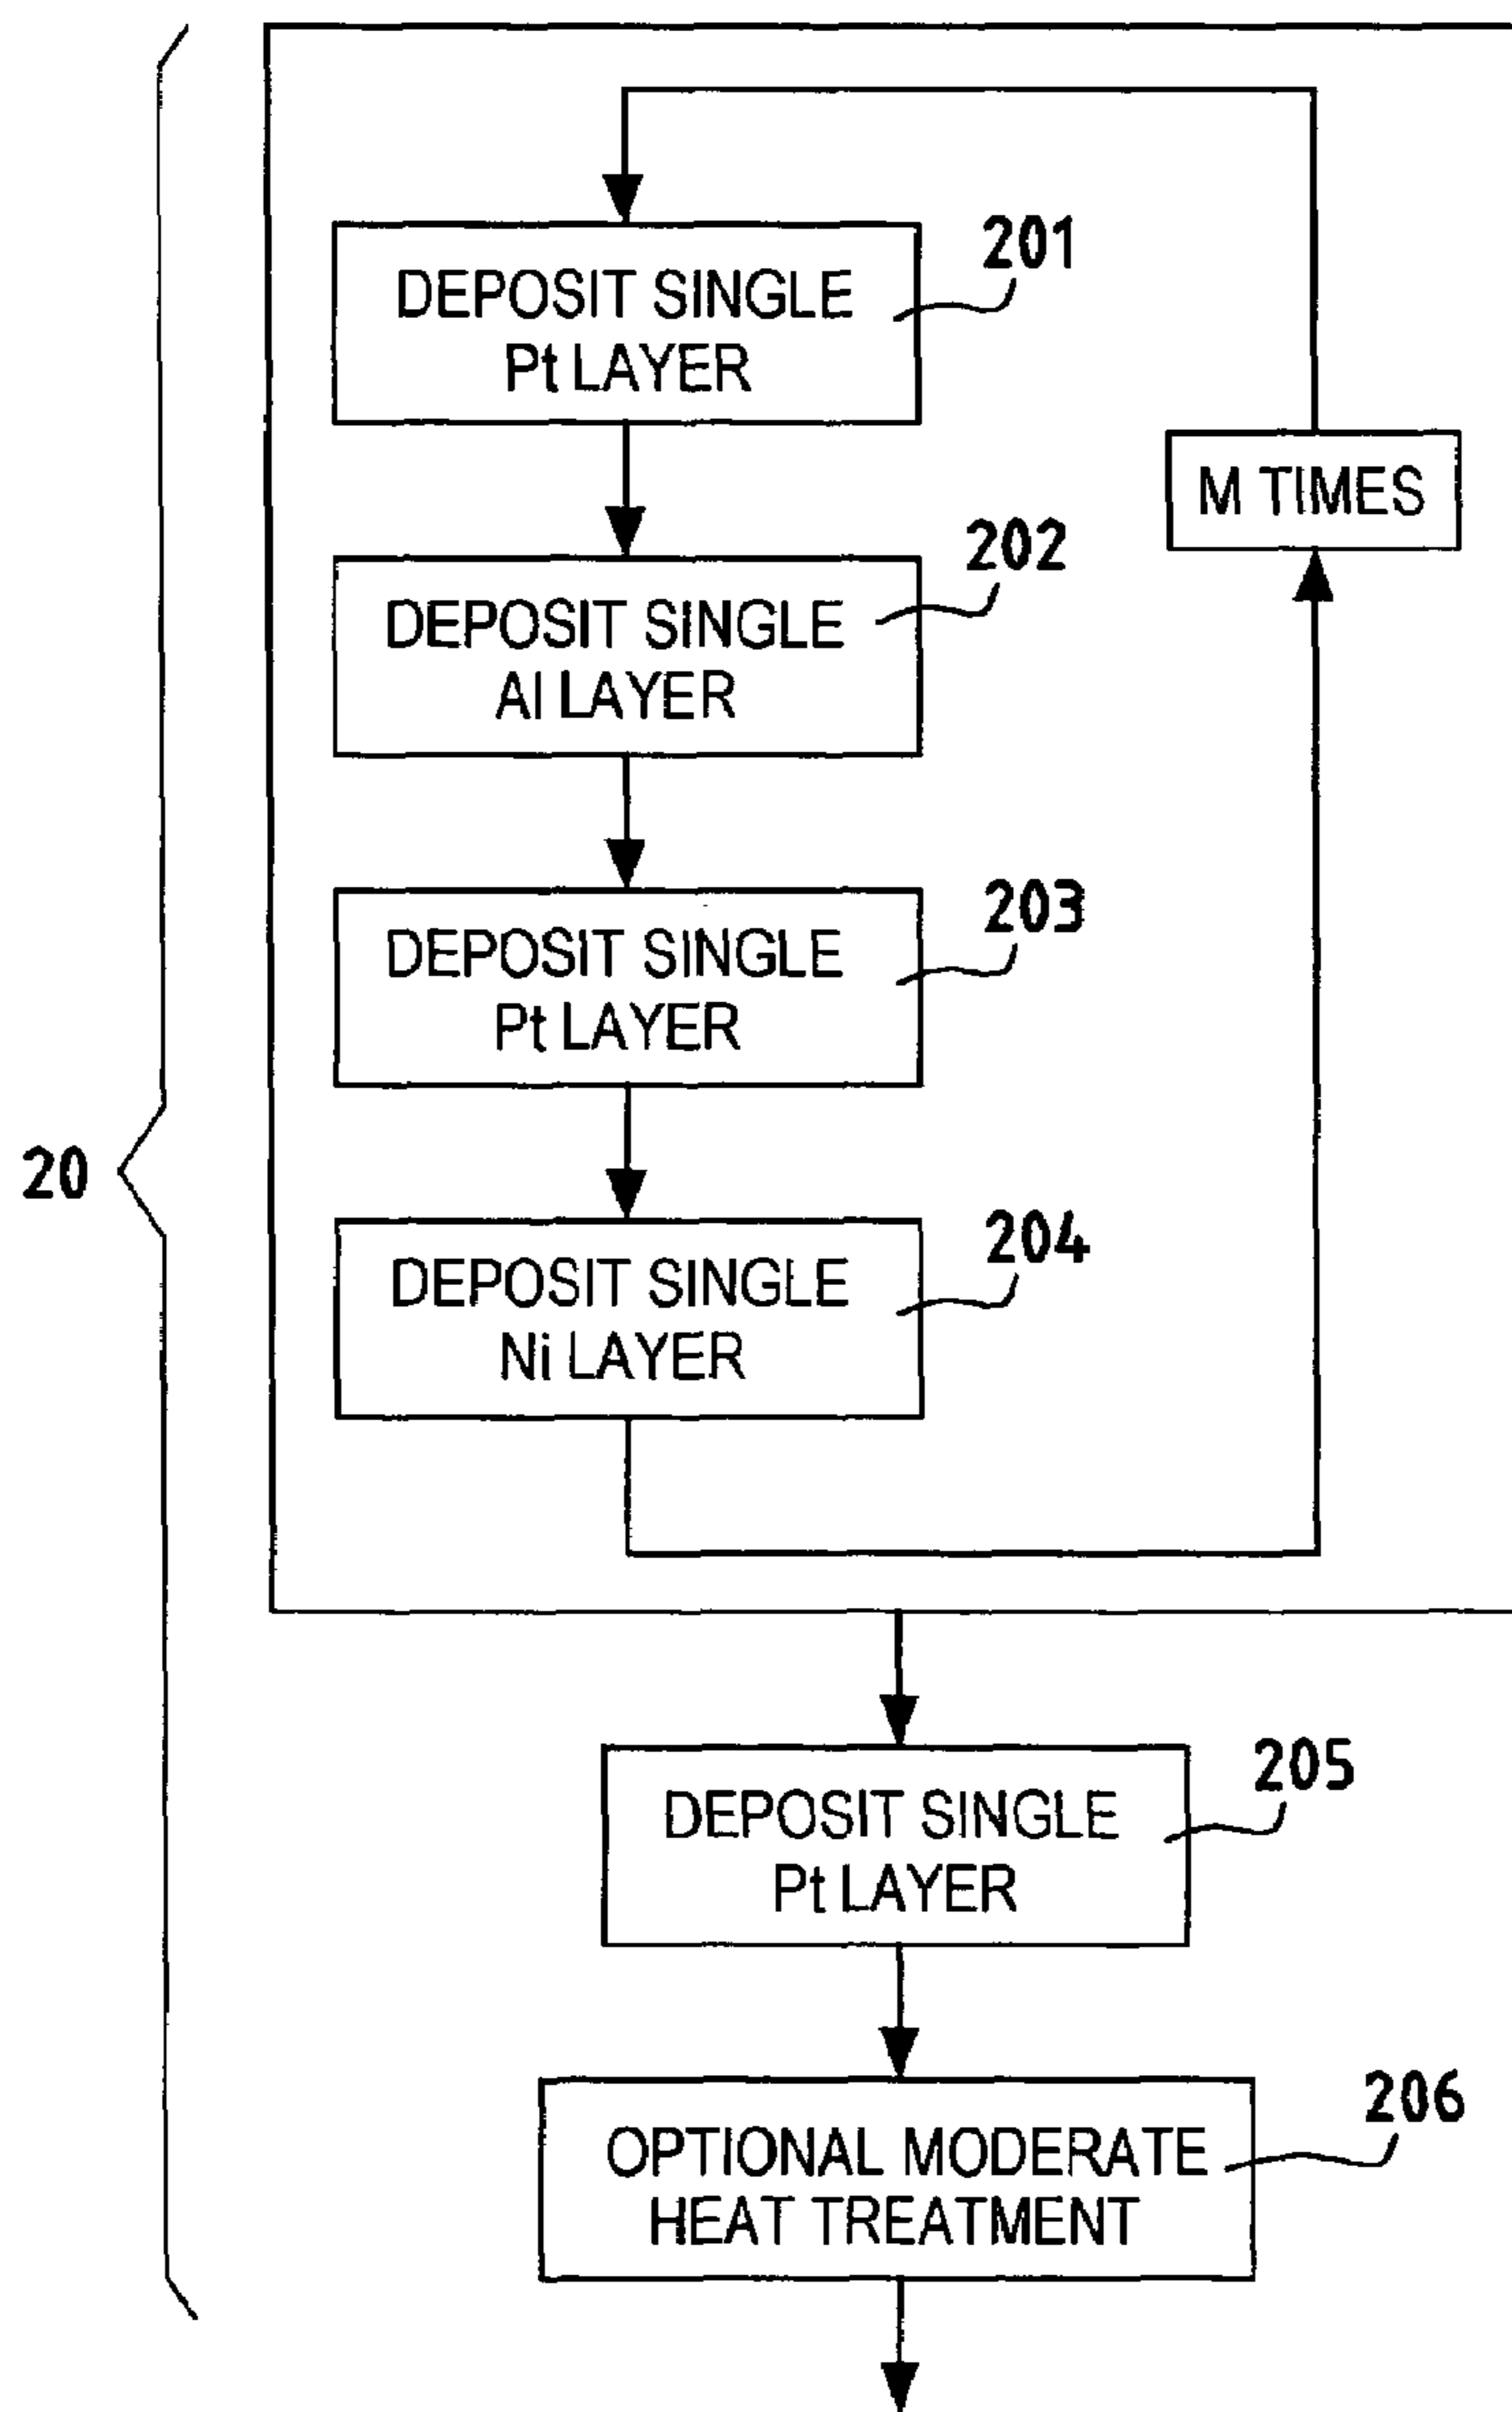 201
DEPOSIT SINGLE
Pt LAYER
M TIMES
202
DEPOSIT SINGLE
Al LAYER
203
DEPOSIT SINGLE
Pt LAYER
20
204
DEPOSIT SINGLE
Ni LAYER
205
DEPOSIT SINGLE
Pt LAYER
206
OPTIONAL MODERATE
HEAT TREATMENT